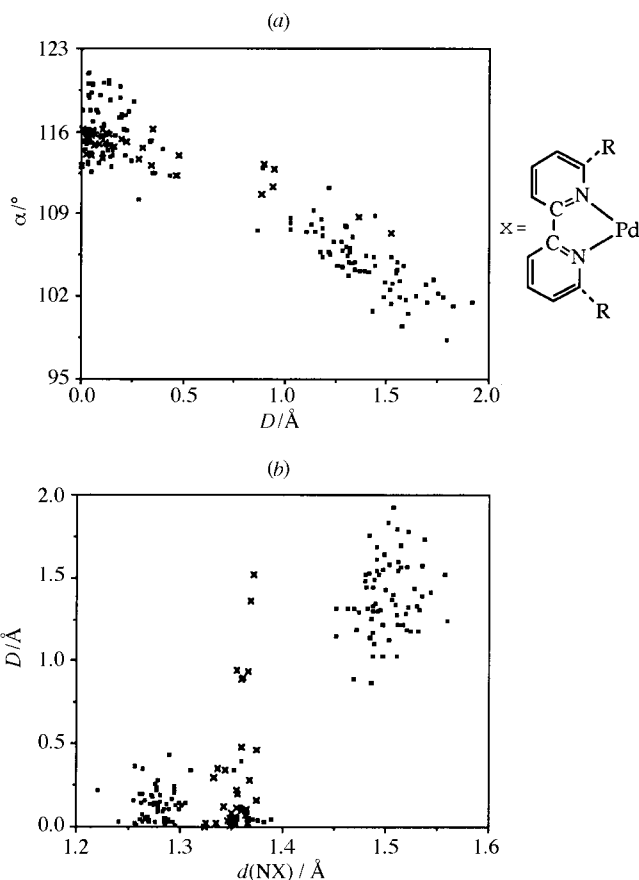 (a)
123
116
109
102
95
α/°
0.0 0.5 1.0 1.5 2.0
D/Å
x =
R
N
C
C
N
Pd
R
(b)
2.0
1.5
1.0
0.5
0.0
D/Å
1.2 1.3 1.4 1.5 1.6
d(NX) / Å